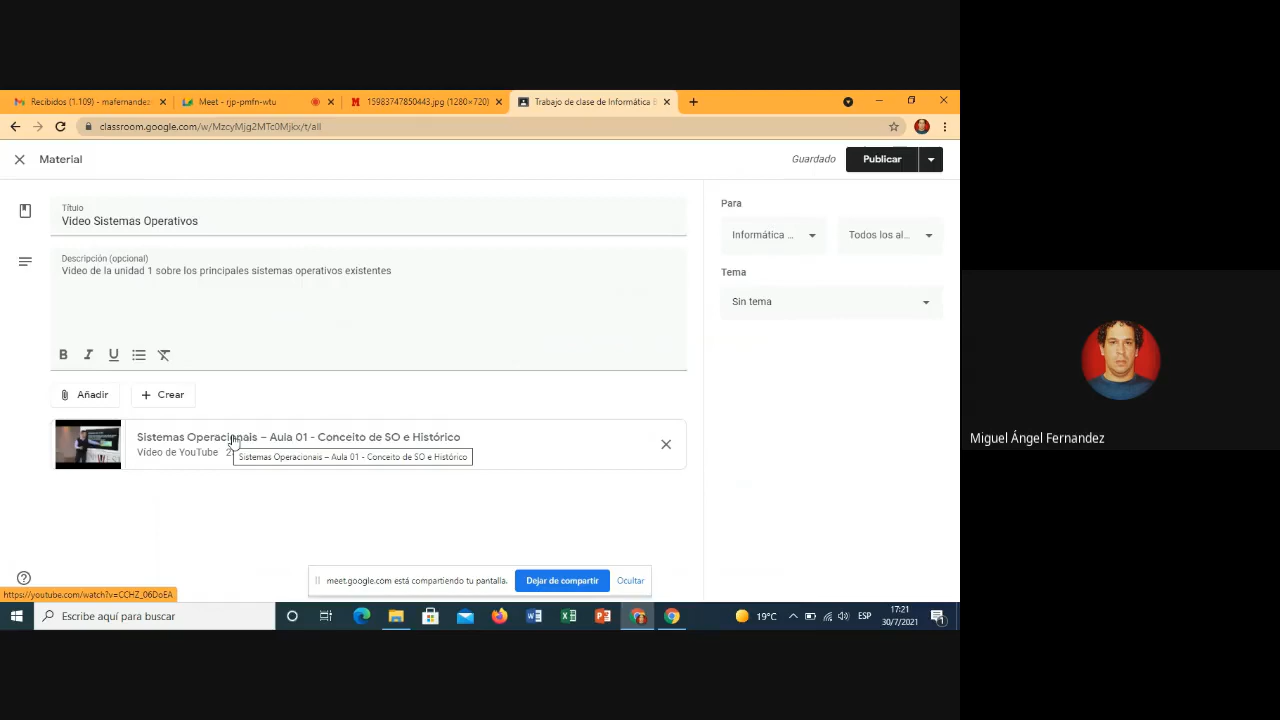 Recibidos (1.109) - mafernandez
Meet - rjp-pmfn-wtu
15983747850443.jpg (1280×720)
Trabajo de clase de Informática
classroom.google.com/w/MzcyMjg2MTc0Mjkx/t/all
Material
Guardado
Publicar
Título
Video Sistemas Operativos
Descripción (opcional)
Video de la unidad 1 sobre los principales sistemas operativos existentes
B I U
Añadir
Crear
Sistemas Operacionais – Aula 01 - Conceito de SO e Histórico
Vídeo de YouTube
Sistemas Operacionais – Aula 01 - Conceito de SO e Histórico
Para
Informática ...
Todos los al...
Tema
Sin tema
Miguel Ángel Fernandez
meet.google.com está compartiendo tu pantalla.
Dejar de compartir
Ocultar
https://youtube.com/watch?v=CCHZ_06DoEA
Escribe aquí para buscar
19°C
ESP
17:21
30/7/2021
1